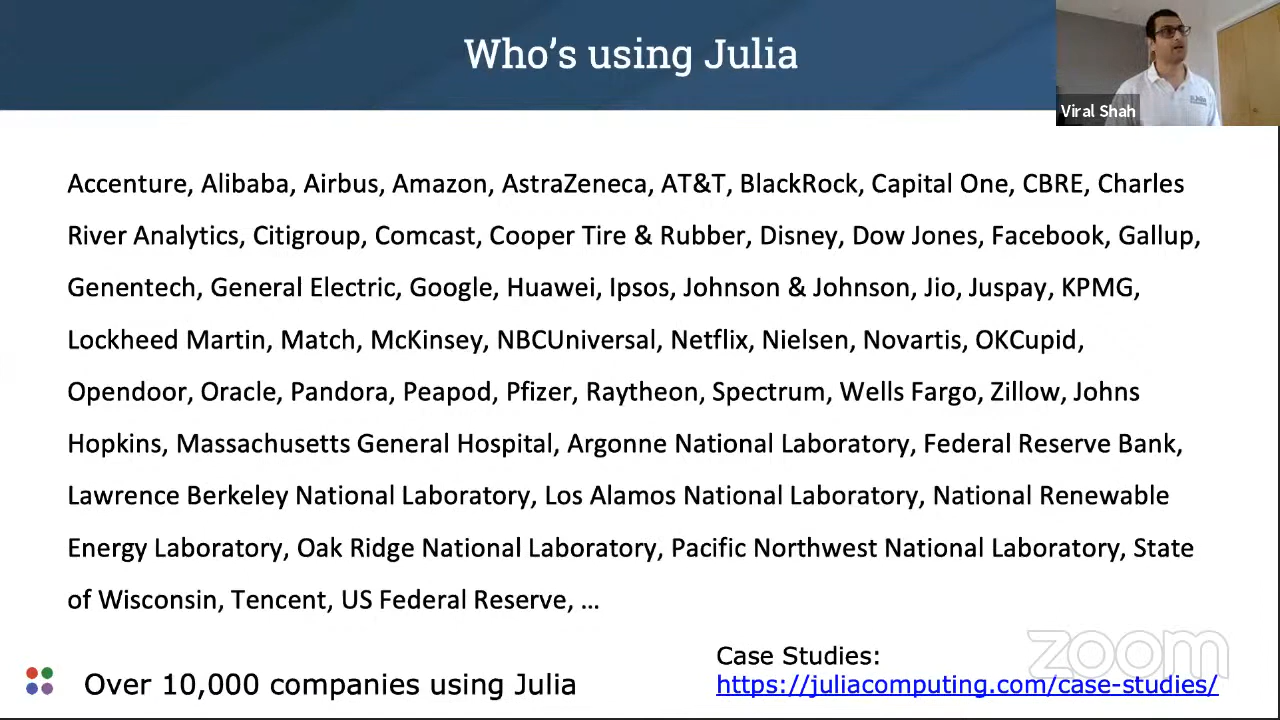 Who's using Julia
Viral Shah
Accenture, Alibaba, Airbus, Amazon, AstraZeneca, AT&T, BlackRock, Capital One, CBRE, Charles
River Analytics, Citigroup, Comcast, Cooper Tire & Rubber, Disney, Dow Jones, Facebook, Gallup,
Genentech, General Electric, Google, Huawei, Ipsos, Johnson & Johnson, Jio, Juspay, KPMG,
Lockheed Martin, Match, McKinsey, NBCUniversal, Netflix, Nielsen, Novartis, OKCupid,
Opendoor, Oracle, Pandora, Peapod, Pfizer, Raytheon, Spectrum, Wells Fargo, Zillow, Johns
Hopkins, Massachusetts General Hospital, Argonne National Laboratory, Federal Reserve Bank,
Lawrence Berkeley National Laboratory, Los Alamos National Laboratory, National Renewable
Energy Laboratory, Oak Ridge National Laboratory, Pacific Northwest National Laboratory, State
of Wisconsin, Tencent, US Federal Reserve, ...
zoom
Case Studies:
https://juliacomputing.com/case-studies/
Over 10,000 companies using Julia